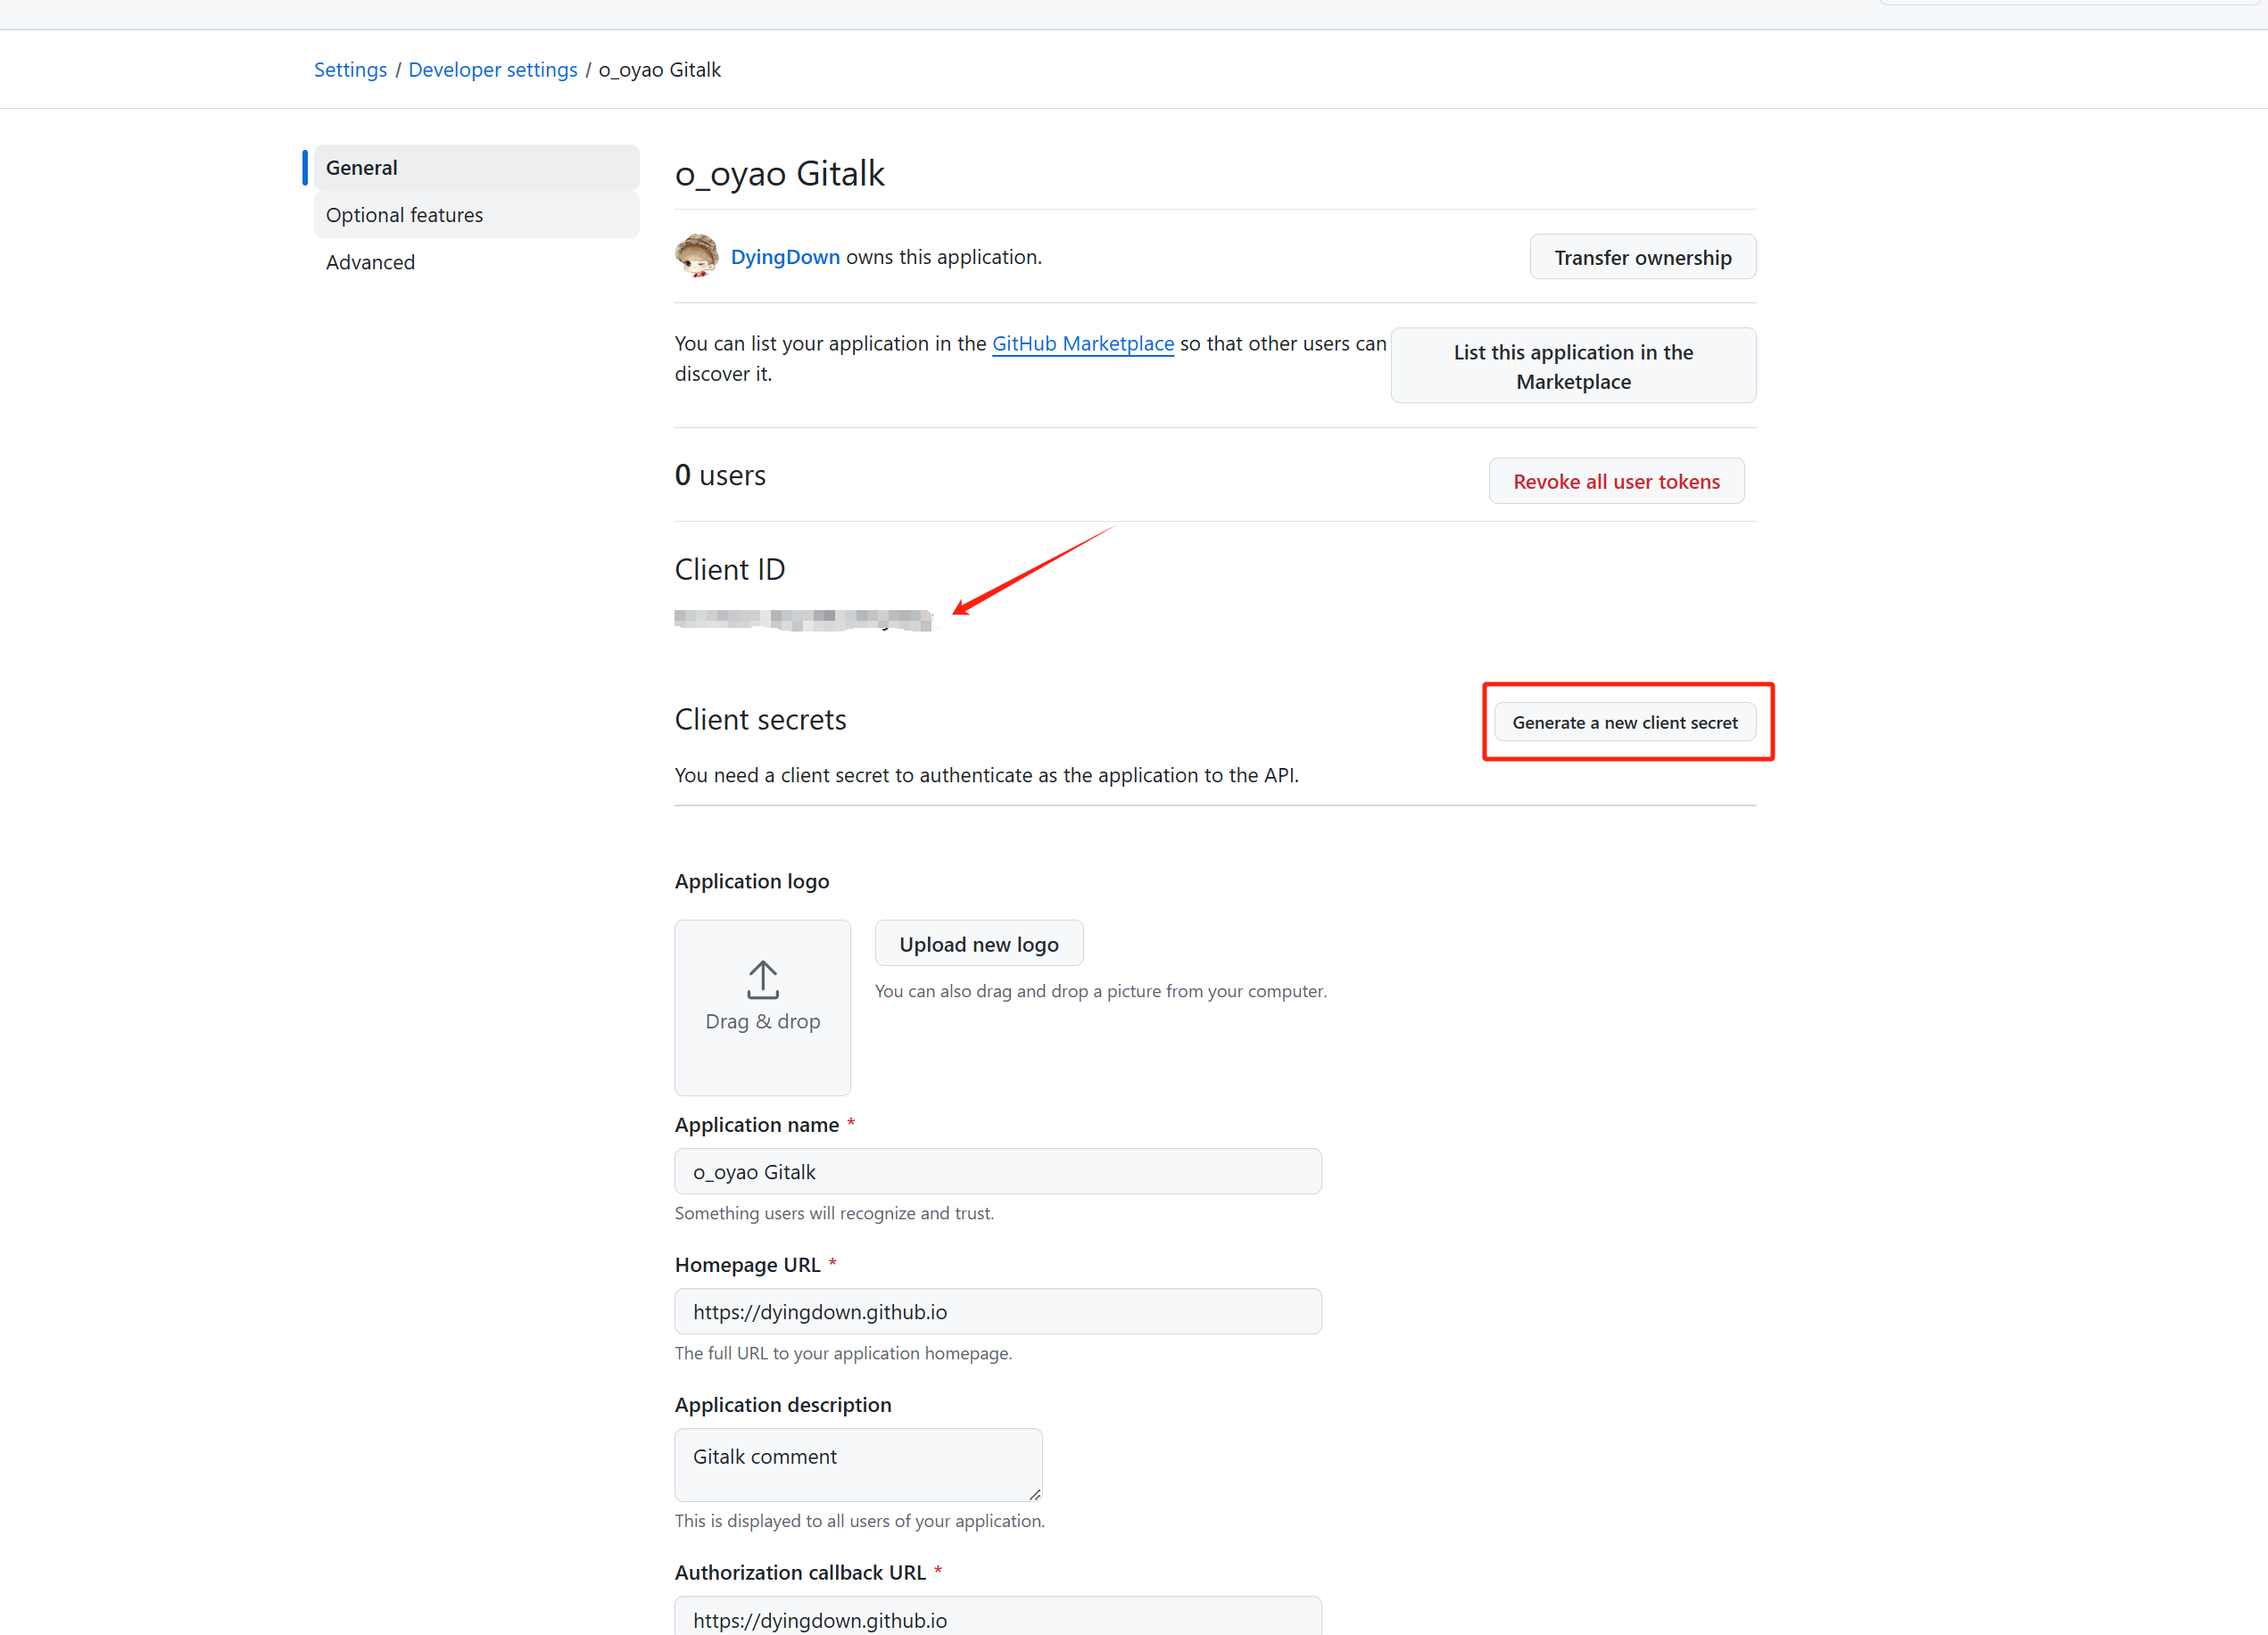 Settings / Developer settings / o_oyao Gitalk
General
Optional features
Advanced
o_oyao Gitalk
DyingDown owns this application.
Transfer ownership
You can list your application in the GitHub Marketplace so that other users can
discover it.
List this application in the
Marketplace
0 users
Revoke all user tokens
Client ID
Client secrets
Generate a new client secret
You need a client secret to authenticate as the application to the API.
Application logo
Drag & drop
Upload new logo
You can also drag and drop a picture from your computer.
Application name *
o_oyao Gitalk
Something users will recognize and trust.
Homepage URL *
https://dyingdown.github.io
The full URL to your application homepage.
Application description
Gitalk comment
This is displayed to all users of your application.
Authorization callback URL *
https://dyingdown.github.io